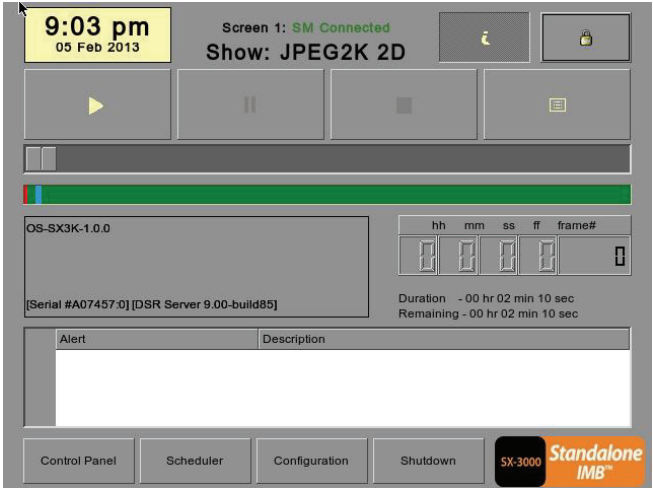 9:03 pm
05 Feb 2013
Screen 1: SM Connected
Show: JPEG2K 2D
i
OS-SX3K-1.0.0
[Serial #A07457:0] [DSR Server 9.00-build85]
hh mm ss ff frame#
0 0 0 0 0
Duration - 00 hr 02 min 10 sec
Remaining - 00 hr 02 min 10 sec
Alert Description
Control Panel Scheduler Configuration Shutdown
SX-3000 Standalone
IMB™